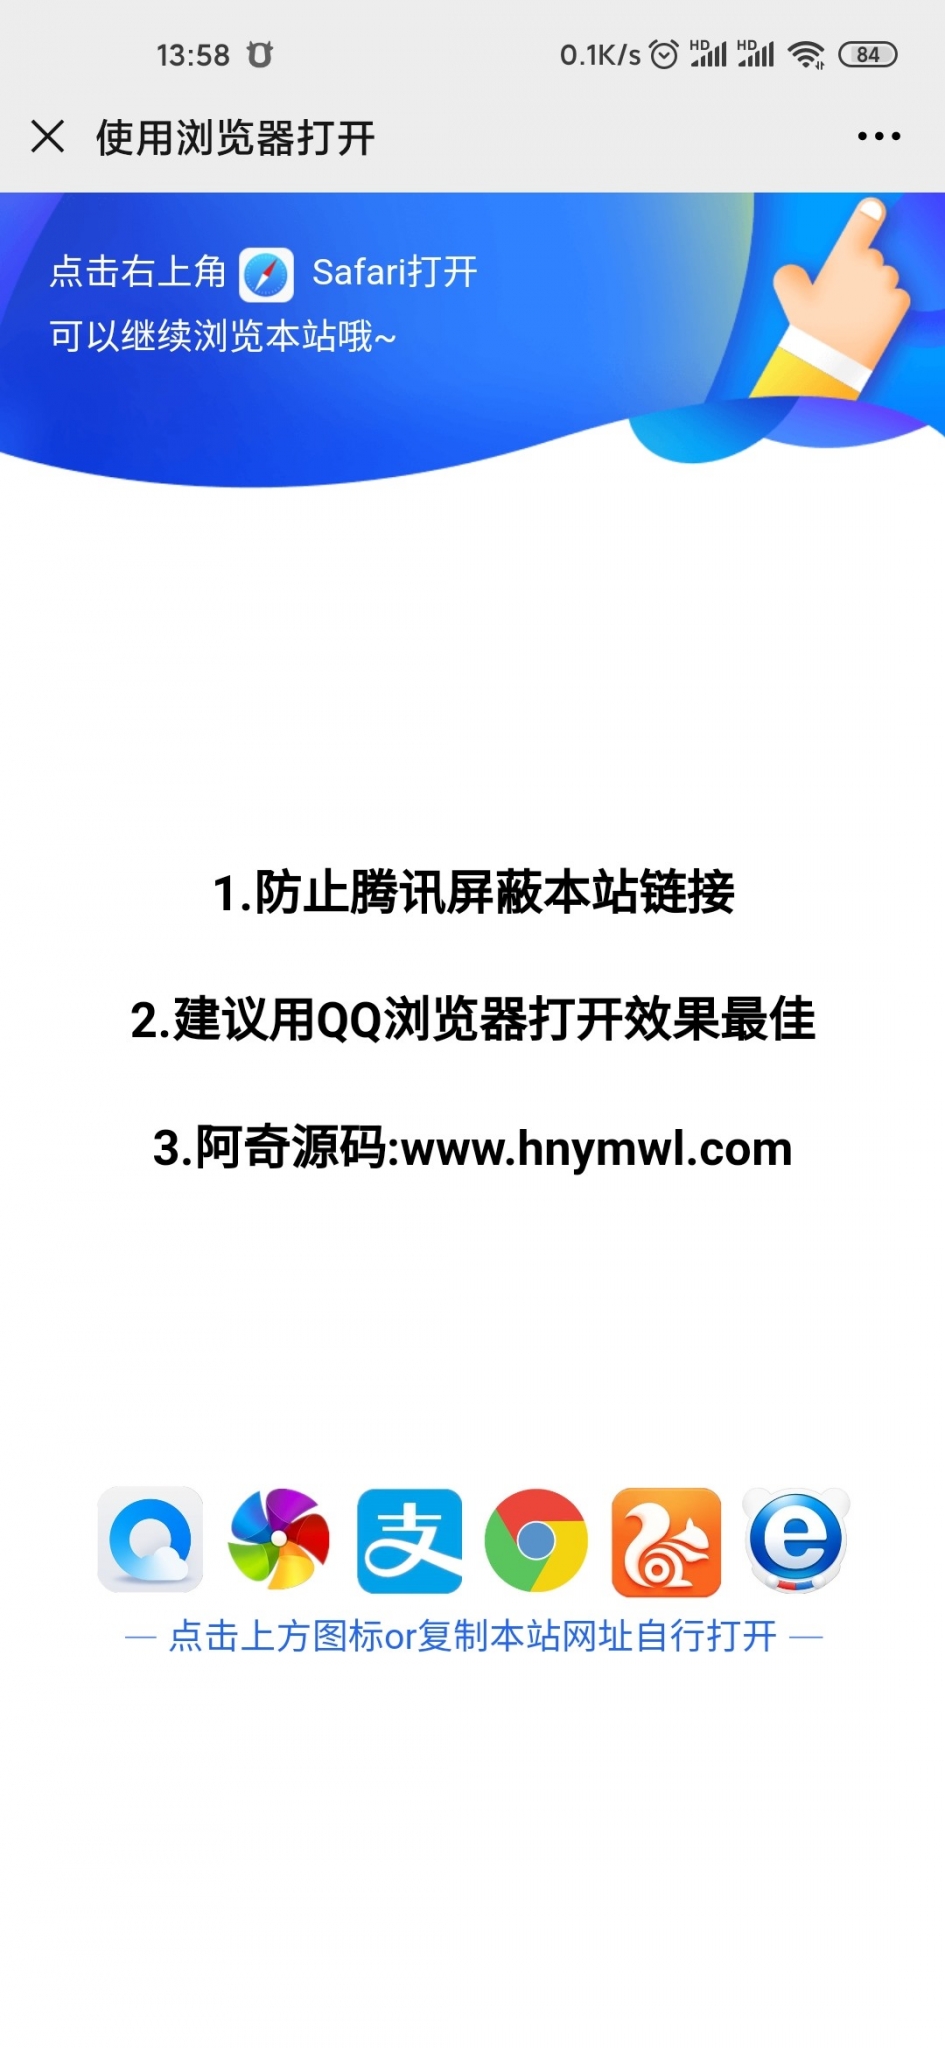 13:58
0.1K/s
HD
HD
84
使用浏览器打开
点击右上角 Safari打开
可以继续浏览本站哦~
1.防止腾讯屏蔽本站链接
2.建议用QQ浏览器打开效果最佳
3.阿奇源码:www.hnymwl.com
支
e
— 点击上方图标or复制本站网址自行打开 —